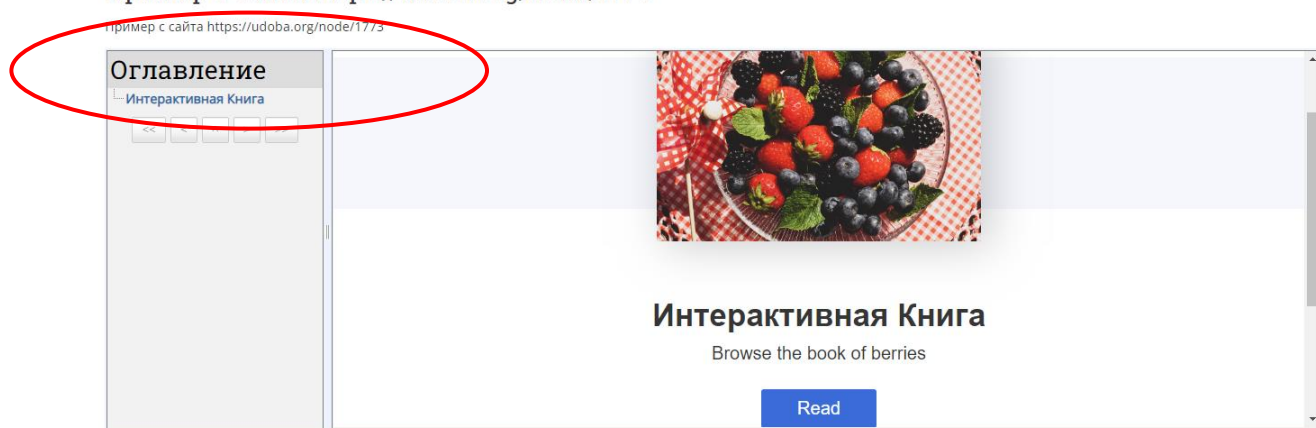 Пример с сайта https://udoba.org/node/1773
Оглавление
Интерактивная Книга
<< < >>
Интерактивная Книга
Browse the book of berries
Read